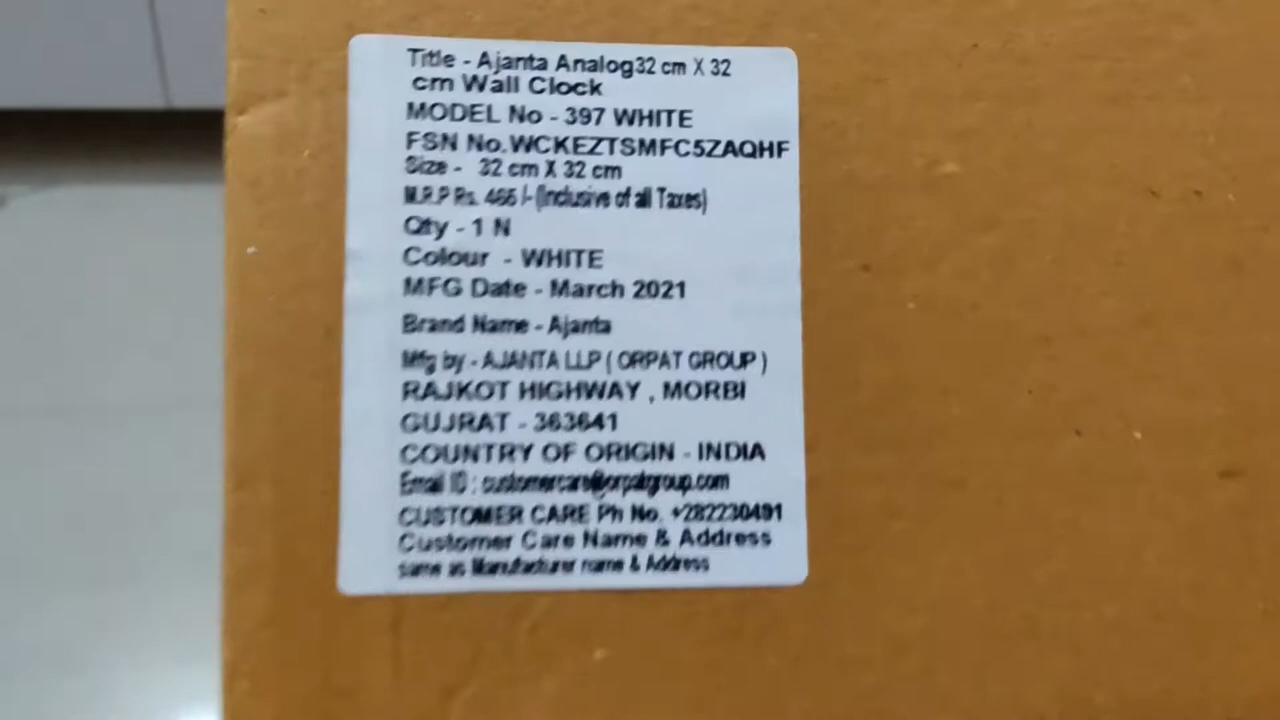 Title - Ajanta Analog32 cm X 32
cm Wall Clock
MODEL No - 397 WHITE
FSN No.WCKEZTSMFC5ZAQHF
Size - 32 cm X 32 cm
M.R.P Rs. 465 /- (Inclusive of all Taxes)
Qty - 1 N
Colour - WHITE
MFG Date - March 2021
Brand Name - Ajanta
Mfg by - AJANTA LLP ( ORPAT GROUP )
RAJKOT HIGHWAY , MORBI
GUJRAT - 363641
COUNTRY OF ORIGIN - INDIA
Email ID : customercare@orpatgroup.com
CUSTOMER CARE Ph No. +282230491
Customer Care Name & Address
same as Manufacturer name & Address